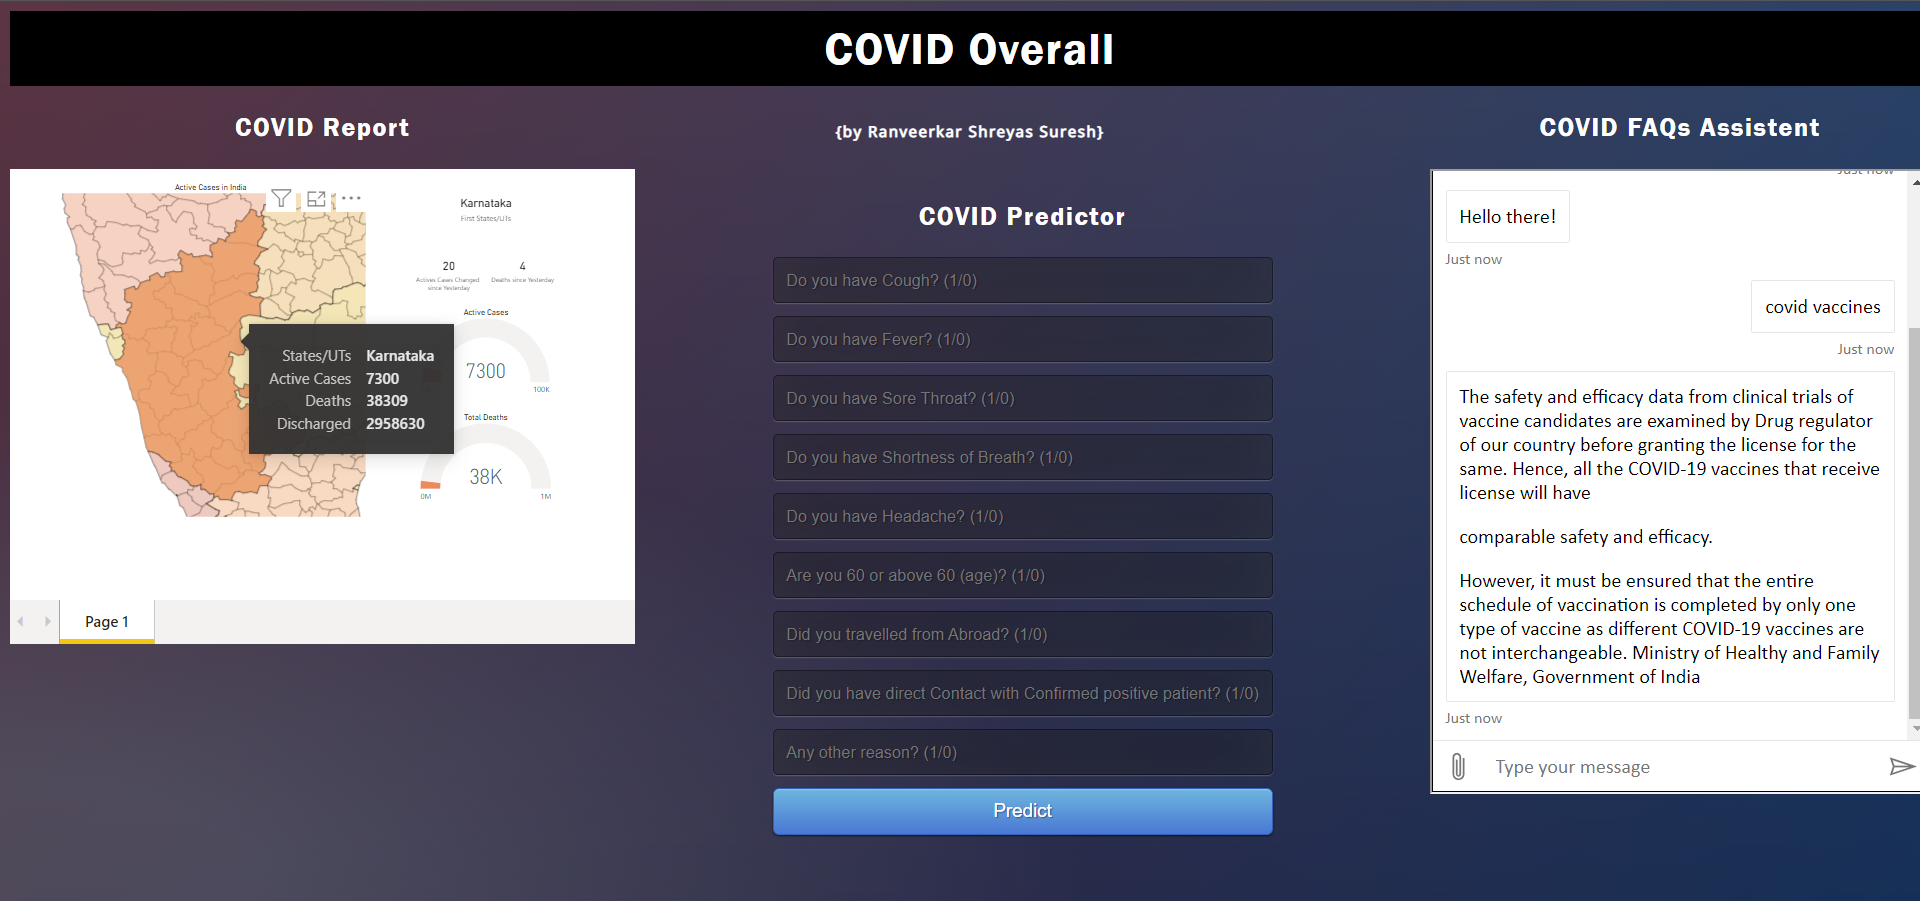 COVID Overall
COVID Report
{by Ranveerkar Shreyas Suresh}
COVID FAQs Assistent
Active Cases in India
Karnataka
First States/UTs
20
Actives Cases Changed
since Yesterday
4
Deaths since Yesterday
Active Cases
7300
100K
Total Deaths
38K
0M
1M
States/UTs Karnataka
Active Cases 7300
Deaths 38309
Discharged 2958630
Page 1
COVID Predictor
Do you have Cough? (1/0)
Do you have Fever? (1/0)
Do you have Sore Throat? (1/0)
Do you have Shortness of Breath? (1/0)
Do you have Headache? (1/0)
Are you 60 or above 60 (age)? (1/0)
Did you travelled from Abroad? (1/0)
Did you have direct Contact with Confirmed positive patient? (1/0)
Any other reason? (1/0)
Predict
Just now
Hello there!
Just now
covid vaccines
Just now
The safety and efficacy data from clinical trials of
vaccine candidates are examined by Drug regulator
of our country before granting the license for the
same. Hence, all the COVID-19 vaccines that receive
license will have
comparable safety and efficacy.
However, it must be ensured that the entire
schedule of vaccination is completed by only one
type of vaccine as different COVID-19 vaccines are
not interchangeable. Ministry of Healthy and Family
Welfare, Government of India
Just now
Type your message